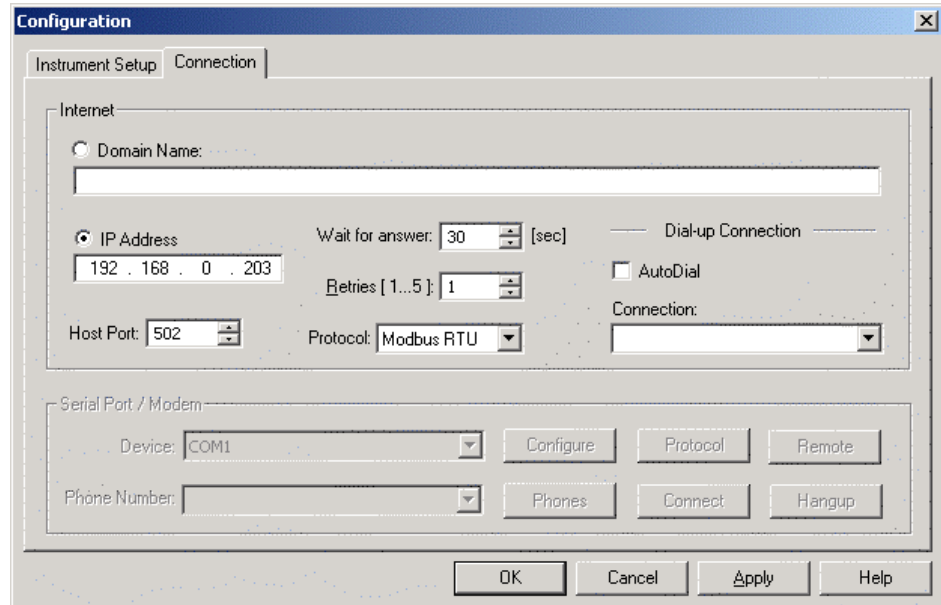 Configuration
Instrument Setup Connection
Internet
Domain Name:
IP Address Wait for answer: 30 [sec] Dial-up Connection
192 . 168 . 0 . 203 Retries [ 1...5 ]: 1 AutoDial
Connection:
Host Port: 502 Protocol: Modbus RTU
Serial Port / Modem
Device: COM1 Configure Protocol Remote
Phone Number: Phones Connect Hangup
OK Cancel Apply Help